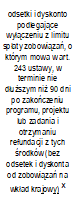 odsetki i dyskonto
podlegające
wyłączeniu z limitu
spłaty zobowiązań, o
którym mowa w art.
243 ustawy, w
terminie nie
dłuższym niż 90 dni
po zakończeniu
programu, projektu
lub zadania i
otrzymaniu
refundacji z tych
środków (bez
odsetek i dyskonta
od zobowiązań na
wkład krajowy) x